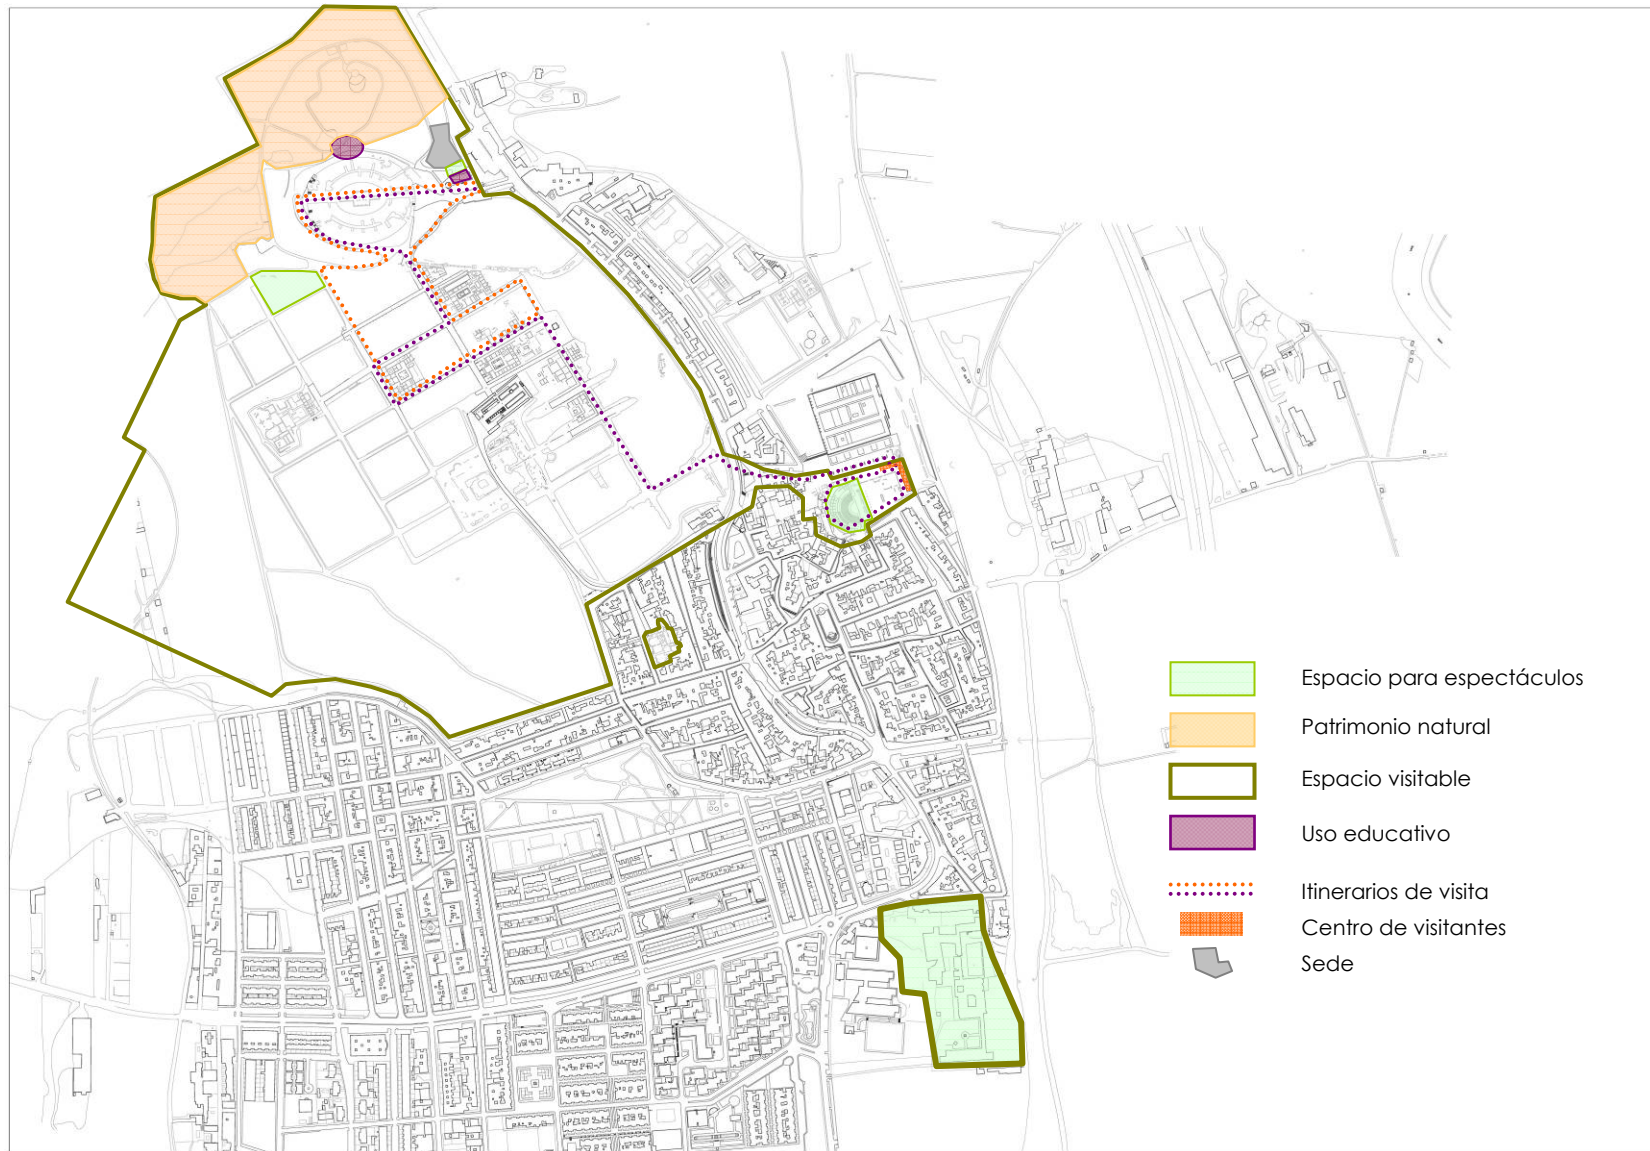 Espacio para espectáculos
Patrimonio natural
Espacio visitable
Uso educativo
Itinerarios de visita
Centro de visitantes
Sede